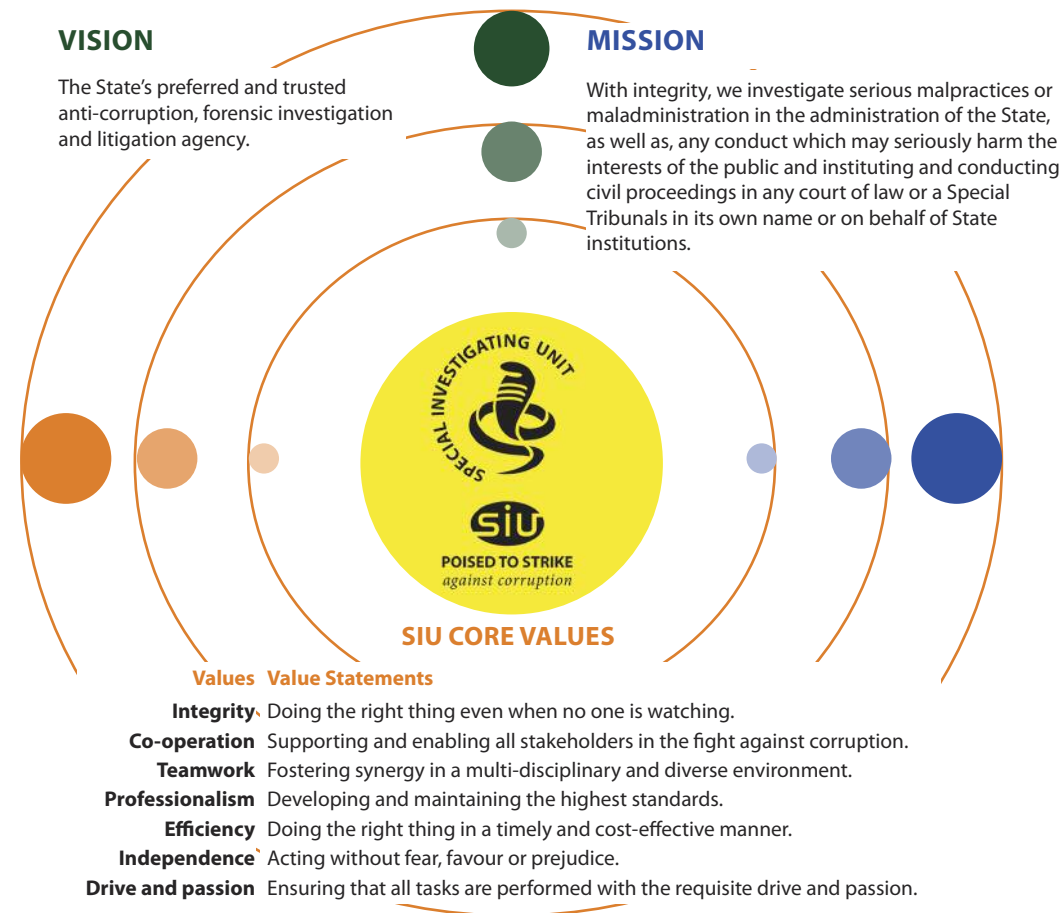 VISION
The State’s preferred and trusted
anti-corruption, forensic investigation
and litigation agency.
MISSION
With integrity, we investigate serious malpractices or
maladministration in the administration of the State,
as well as, any conduct which may seriously harm the
interests of the public and instituting and conducting
civil proceedings in any court of law or a Special
Tribunals in its own name or on behalf of State
institutions.
SPECIAL INVESTIGATING UNIT
SiU
POISED TO STRIKE
against corruption
SIU CORE VALUES
Values Value Statements
Integrity Doing the right thing even when no one is watching.
Co-operation Supporting and enabling all stakeholders in the fight against corruption.
Teamwork Fostering synergy in a multi-disciplinary and diverse environment.
Professionalism Developing and maintaining the highest standards.
Efficiency Doing the right thing in a timely and cost-effective manner.
Independence Acting without fear, favour or prejudice.
Drive and passion Ensuring that all tasks are performed with the requisite drive and passion.